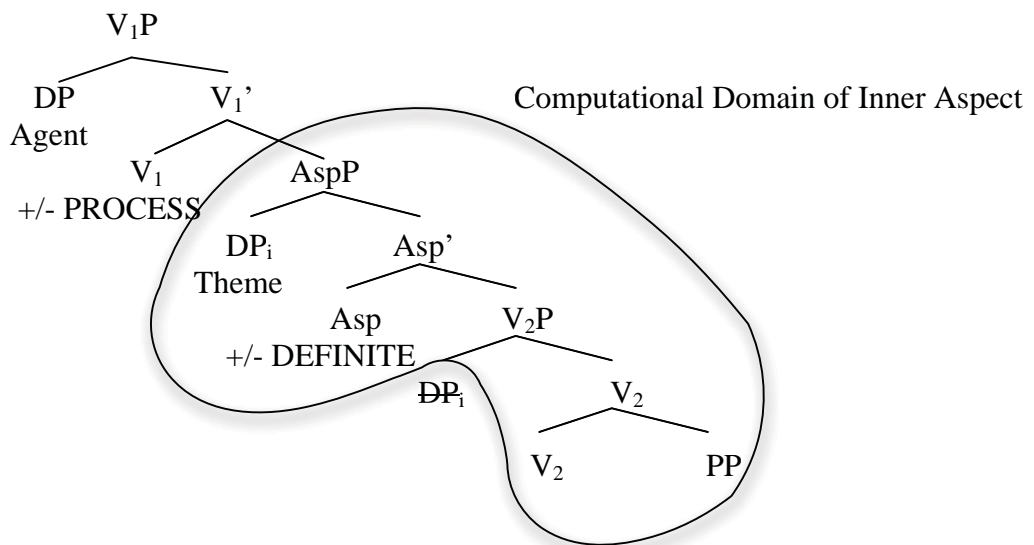 V₁P
DP V₁’ Computational Domain of Inner Aspect
Agent
V₁ AspP
+/- PROCESS
DPᵢ Asp’
Theme
Asp V₂P
+/- DEFINITE
DPᵢ V₂
V₂ PP